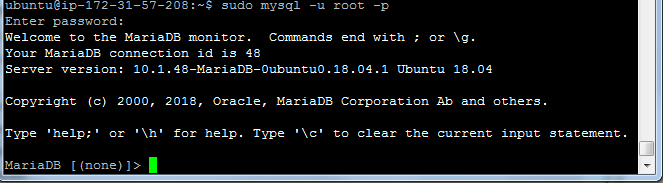 ubuntu@ip-172-31-57-208:~$ sudo mysql -u root -p
Enter password:
Welcome to the MariaDB monitor.  Commands end with ; or \g.
Your MariaDB connection id is 48
Server version: 10.1.48-MariaDB-0ubuntu0.18.04.1 Ubuntu 18.04
Copyright (c) 2000, 2018, Oracle, MariaDB Corporation Ab and others.
Type 'help;' or '\h' for help. Type '\c' to clear the current input statement.
MariaDB [(none)]>